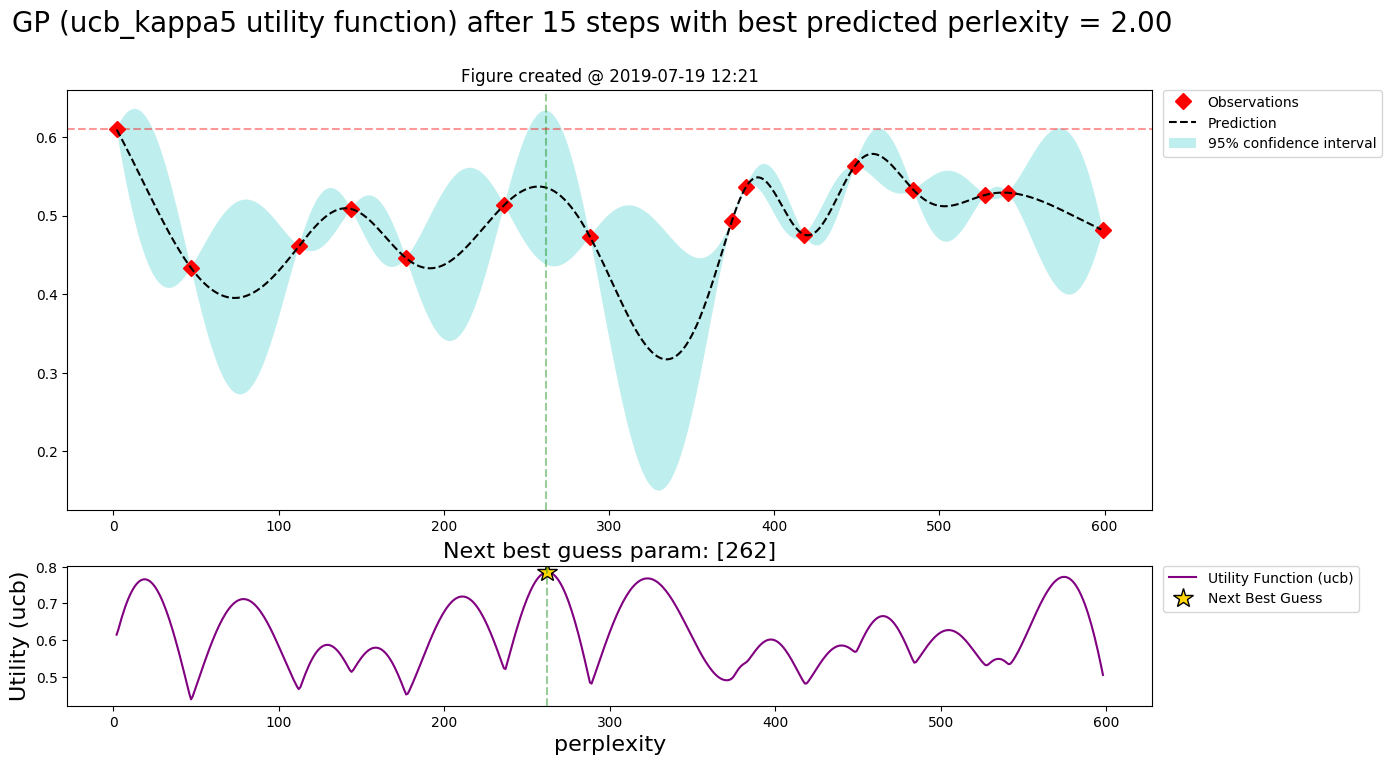 GP (ucb_kappa5 utility function) after 15 steps with best predicted perlexity = 2.00
Figure created @ 2019-07-19 12:21
Observations
Prediction
95% confidence interval
0.6
0.5
0.4
0.3
0.2
0 100 200 300 400 500 600
Next best guess param: [262]
Utility Function (ucb)
Next Best Guess
Utility (ucb)
0.8
0.7
0.6
0.5
0 100 200 300 400 500 600
perplexity